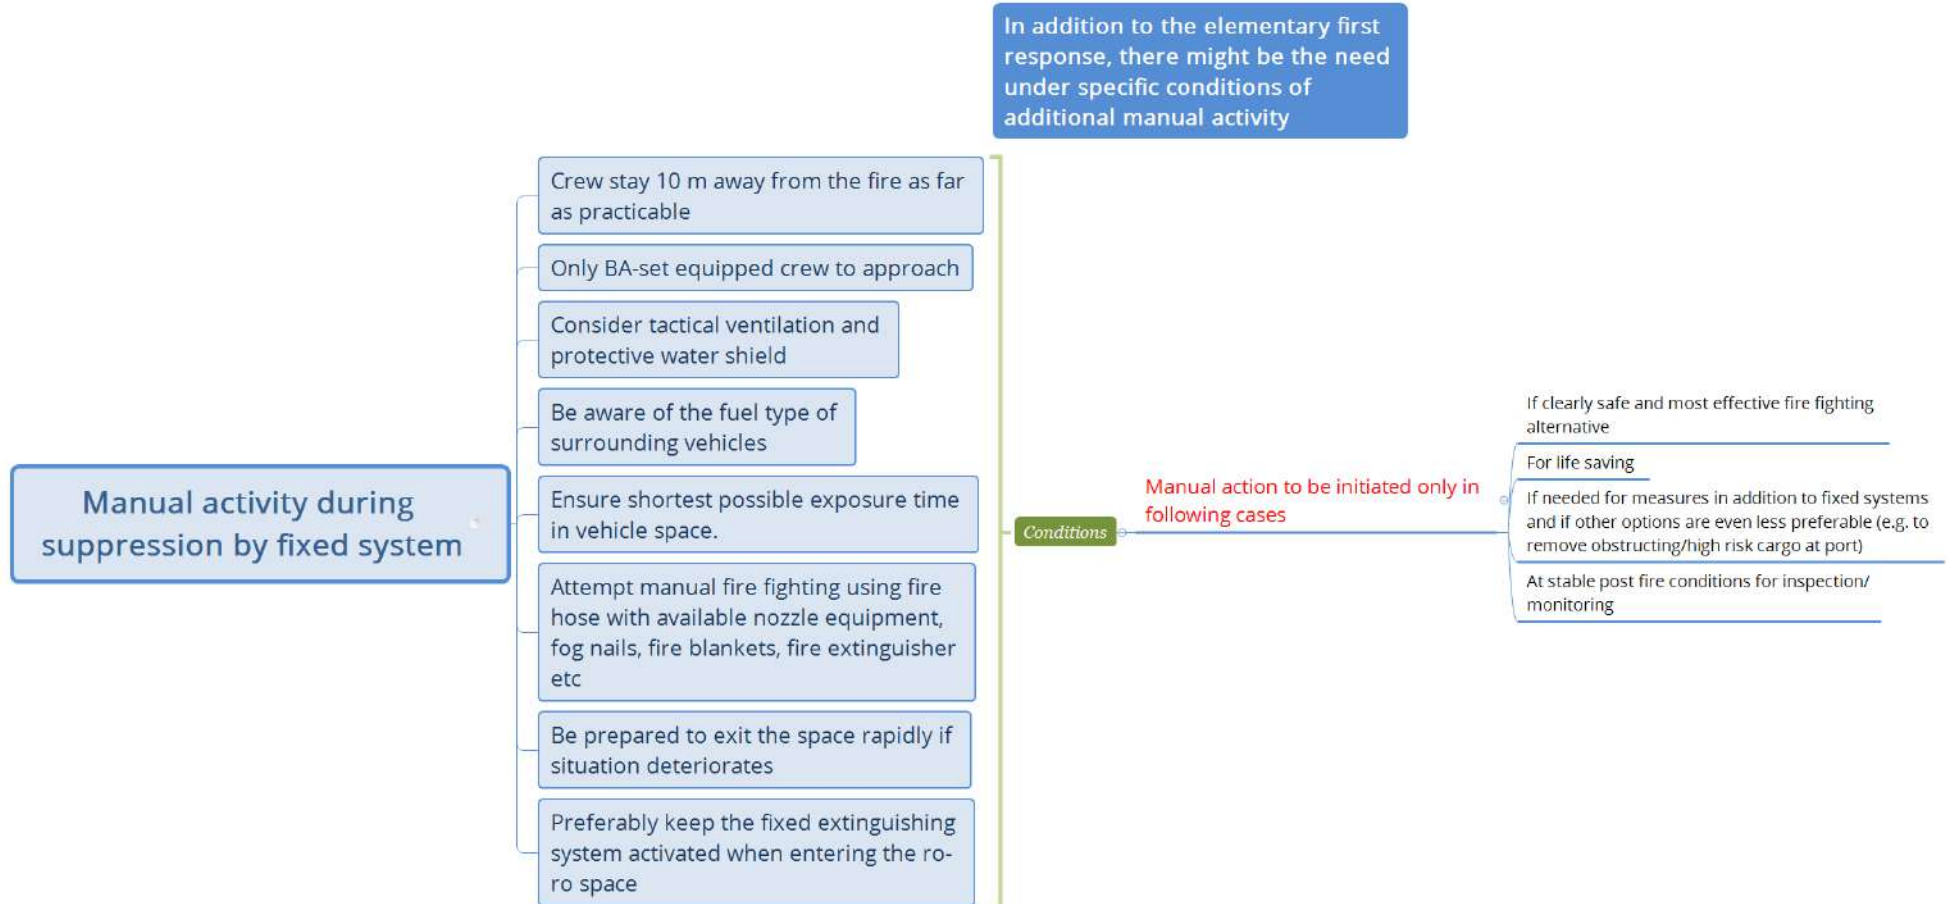 In addition to the elementary first
response, there might be the need
under specific conditions of
additional manual activity
Manual activity during
suppression by fixed system
Crew stay 10 m away from the fire as far
as practicable
Only BA-set equipped crew to approach
Consider tactical ventilation and
protective water shield
Be aware of the fuel type of
surrounding vehicles
Ensure shortest possible exposure time
in vehicle space.
Attempt manual fire fighting using fire
hose with available nozzle equipment,
fog nails, fire blankets, fire extinguisher
etc
Be prepared to exit the space rapidly if
situation deteriorates
Preferably keep the fixed extinguishing
system activated when entering the ro-
ro space
Conditions
Manual action to be initiated only in
following cases
If clearly safe and most effective fire fighting
alternative
For life saving
If needed for measures in addition to fixed systems
and if other options are even less preferable (e.g. to
remove obstructing/high risk cargo at port)
At stable post fire conditions for inspection/
monitoring